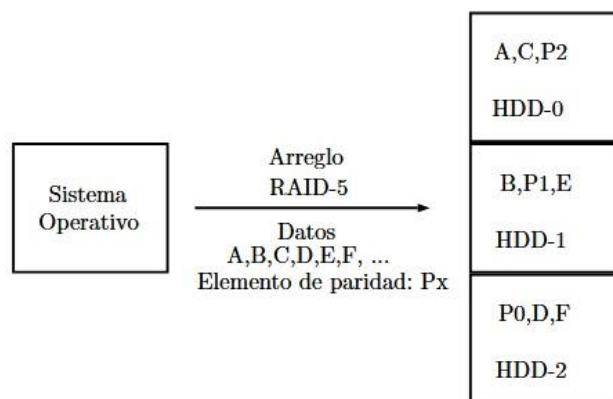 Sistema
Operativo
Arreglo
RAID-5
Datos
A,B,C,D,E,F, ...
Elemento de paridad: Px
A,C,P2
HDD-0
B,P1,E
HDD-1
P0,D,F
HDD-2